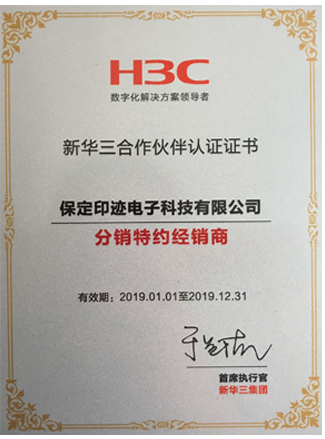 H3C
数字化解决方案领导者
新华三合作伙伴认证证书
保定印迹电子科技有限公司
分销特约经销商
有效期：2019.01.01至2019.12.31
首席执行官
新华三集团